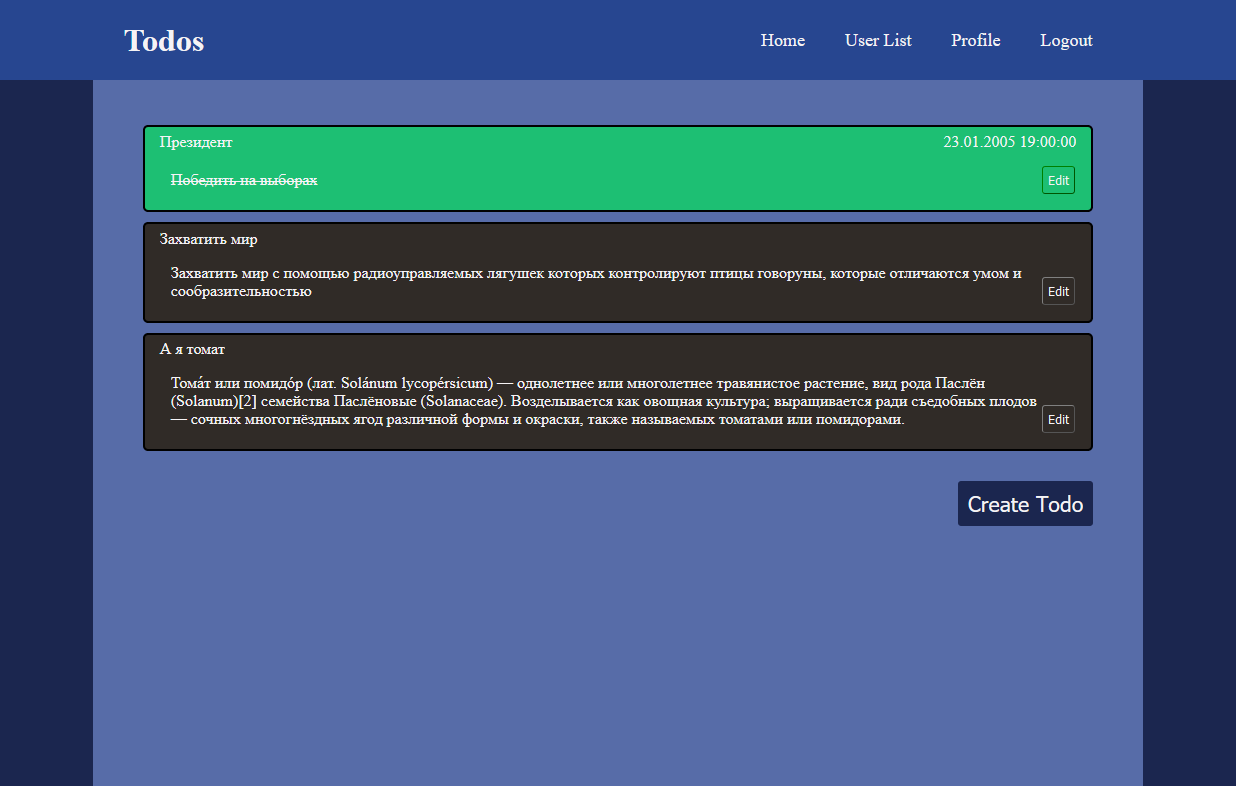 Todos
Home
User List
Profile
Logout
Президент
23.01.2005 19:00:00
Победить на выборах
Edit
Захватить мир
Захватить мир с помощью радиоуправляемых лягушек которых контролируют птицы говоруны, которые отличаются умом и
сообразительностью
Edit
А я томат
Тома́т или помидо́р (лат. Solánum lycopérsicum) — однолетнее или многолетнее травянистое растение, вид рода Паслён
(Solanum)[2] семейства Паслёновые (Solanaceae). Возделывается как овощная культура; выращивается ради съедобных плодов
— сочных многогнёздных ягод различной формы и окраски, также называемых томатами или помидорами.
Edit
Create Todo